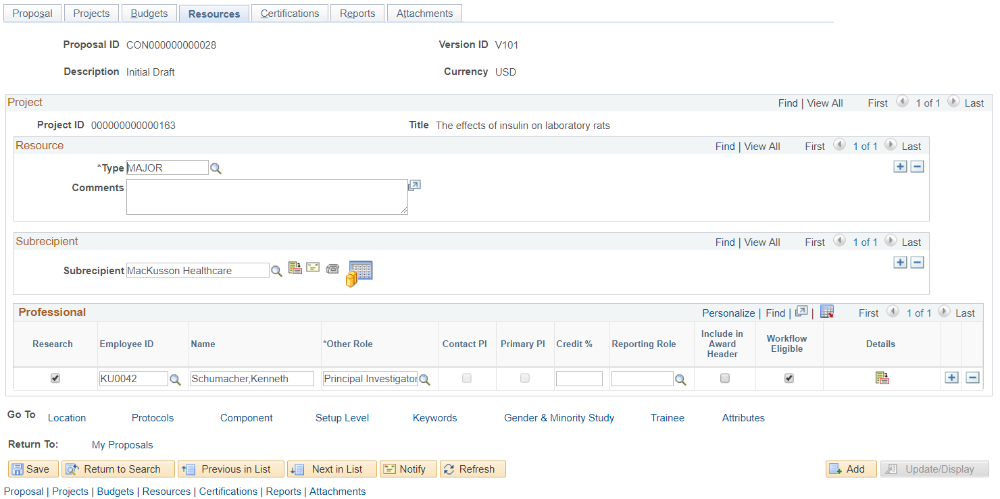 Proposal Projects Budgets Resources Certifications Reports Attachments
Proposal ID CON000000000028 Version ID V101
Description Initial Draft Currency USD
Project Find | View All First 1 of 1 Last
Project ID 000000000000163 Title The effects of insulin on laboratory rats
Resource Find | View All First 1 of 1 Last
*Type MAJOR
Comments
Subrecipient Find | View All First 1 of 1 Last
Subrecipient MacKusson Healthcare
Professional Personalize | Find | | First 1 of 1 Last
Research Employee ID Name *Other Role Contact PI Primary PI Credit % Reporting Role Include in Award Header Workflow Eligible Details
KU0042 Schumacher,Kenneth Principal Investigator
Go To Location Protocols Component Setup Level Keywords Gender & Minority Study Trainee Attributes
Return To: My Proposals
Save Return to Search Previous in List Next in List Notify Refresh Add Update/Display
Proposal | Projects | Budgets | Resources | Certifications | Reports | Attachments